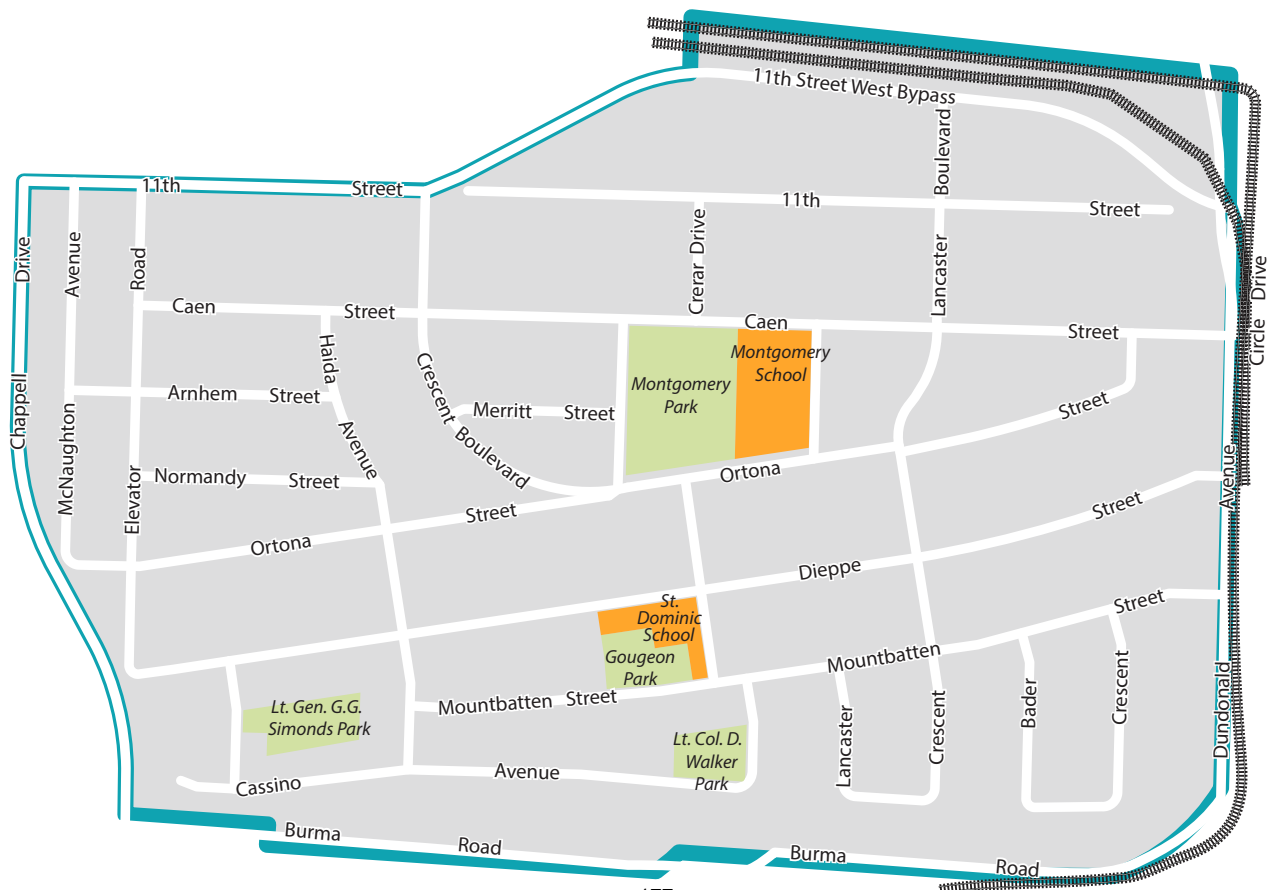 11th Street West Bypass
11th
Street
11th
Street
Boulevard
Lancaster
Crerar Drive
Drive
Chappell
Avenue
McNaughton
Road
Elevator
Caen
Street
Caen
Street
Circle Drive
Haida
Avenue
Crescent
Boulevard
Merritt
Street
Montgomery
Park
Montgomery
School
Arnhem
Street
Normandy
Street
Ortona
Street
Ortona
Street
Dieppe
Street
Avenue
Dundonald
St.
Dominic
School
Gougeon
Park
Mountbatten
Street
Mountbatten
Street
Lt. Gen. G.G.
Simonds Park
Lt. Col. D.
Walker
Park
Lancaster
Crescent
Bader
Crescent
Cassino
Avenue
Burma
Road
Burma
Road